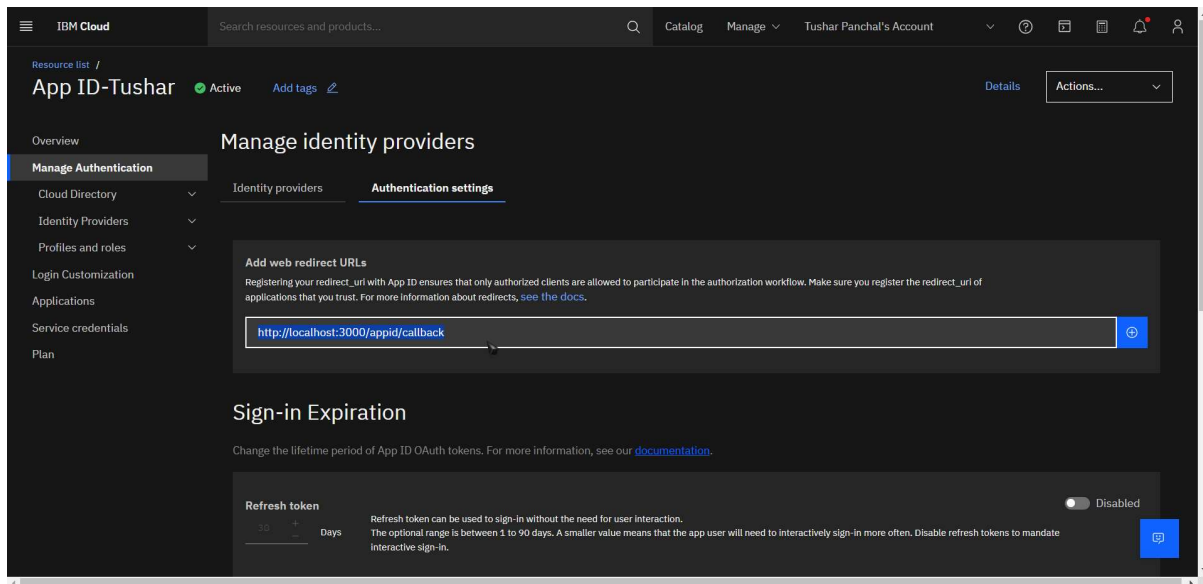 IBM Cloud
Search resources and products...
Catalog
Manage
Tushar Panchal's Account
Resource list /
App ID-Tushar
Active
Add tags
Details
Actions...
Overview
Manage Authentication
Cloud Directory
Identity Providers
Profiles and roles
Login Customization
Applications
Service credentials
Plan
Manage identity providers
Identity providers
Authentication settings
Add web redirect URLs
Registering your redirect_uri with App ID ensures that only authorized clients are allowed to participate in the authorization workflow. Make sure you register the redirect_uri of
applications that you trust. For more information about redirects, see the docs.
http://localhost:3000/appid/callback
Sign-in Expiration
Change the lifetime period of App ID OAuth tokens. For more information, see our documentation.
Refresh token
Disabled
30
Days
Refresh token can be used to sign-in without the need for user interaction.
The optional range is between 1 to 90 days. A smaller value means that the app user will need to interactively sign-in more often. Disable refresh tokens to mandate
interactive sign-in.